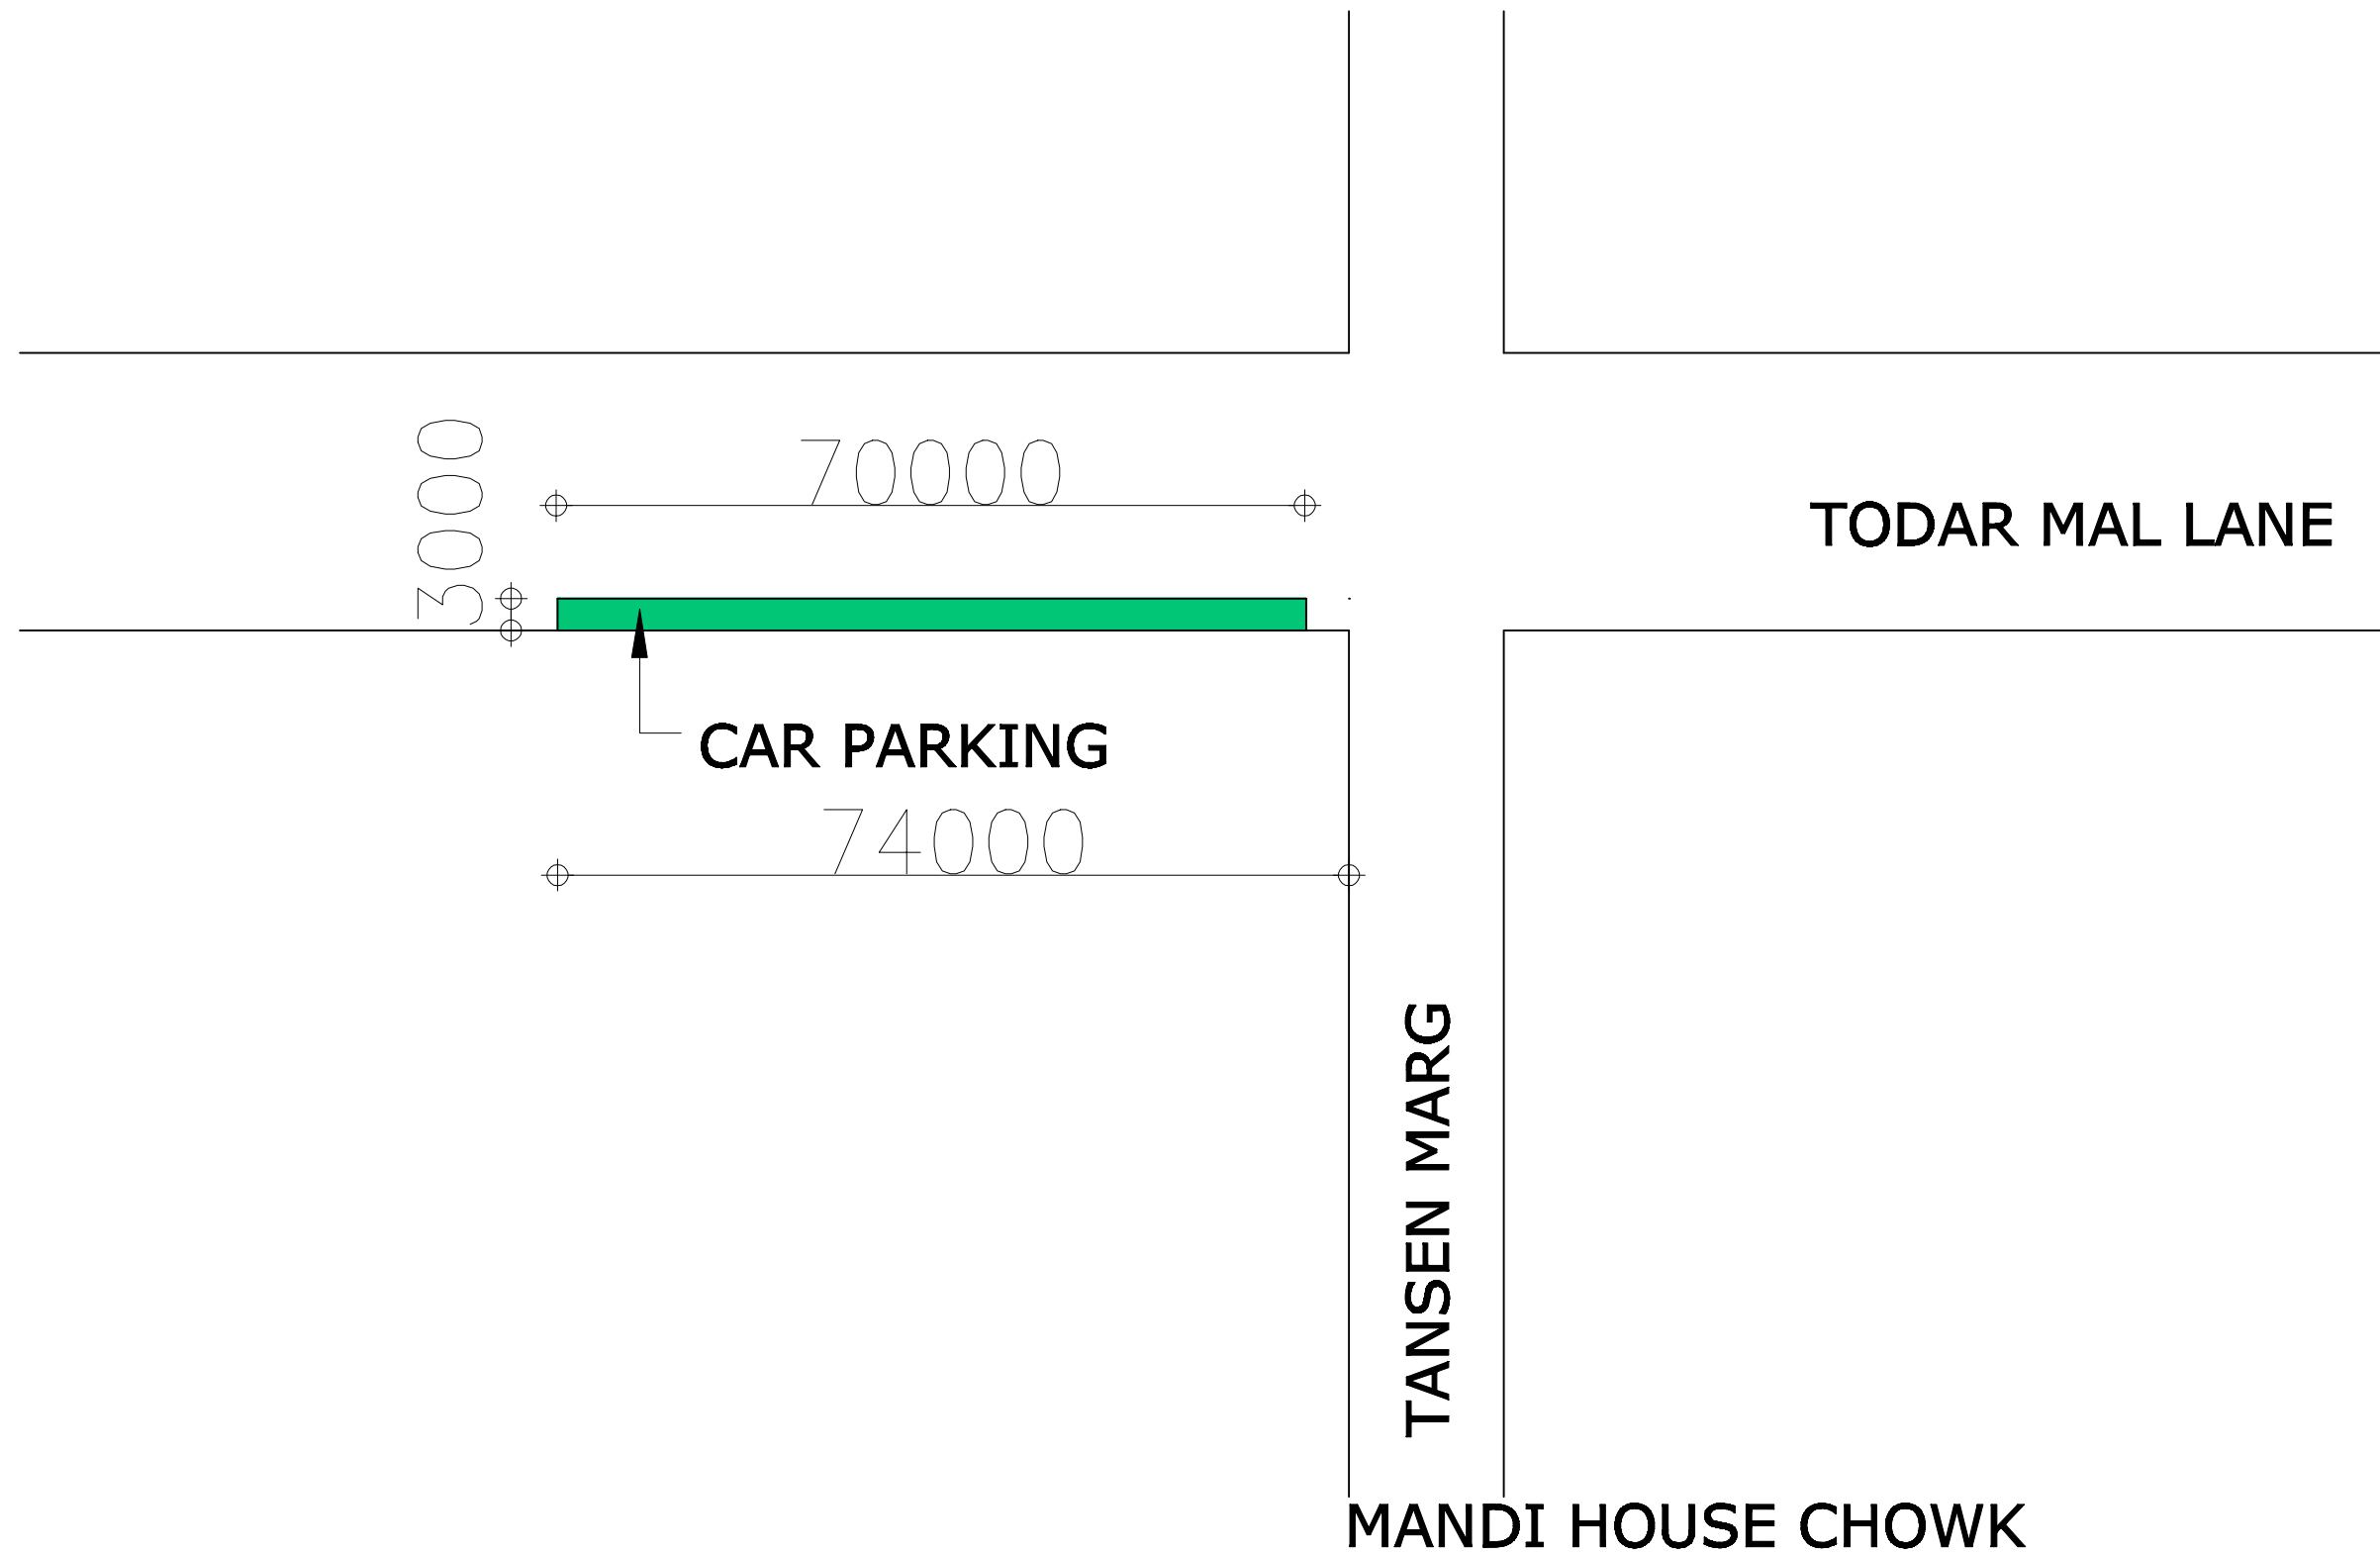 70000
3000
TODAR MAL LANE
CAR PARKING
74000
TANSEN MARG
MANDI HOUSE CHOWK